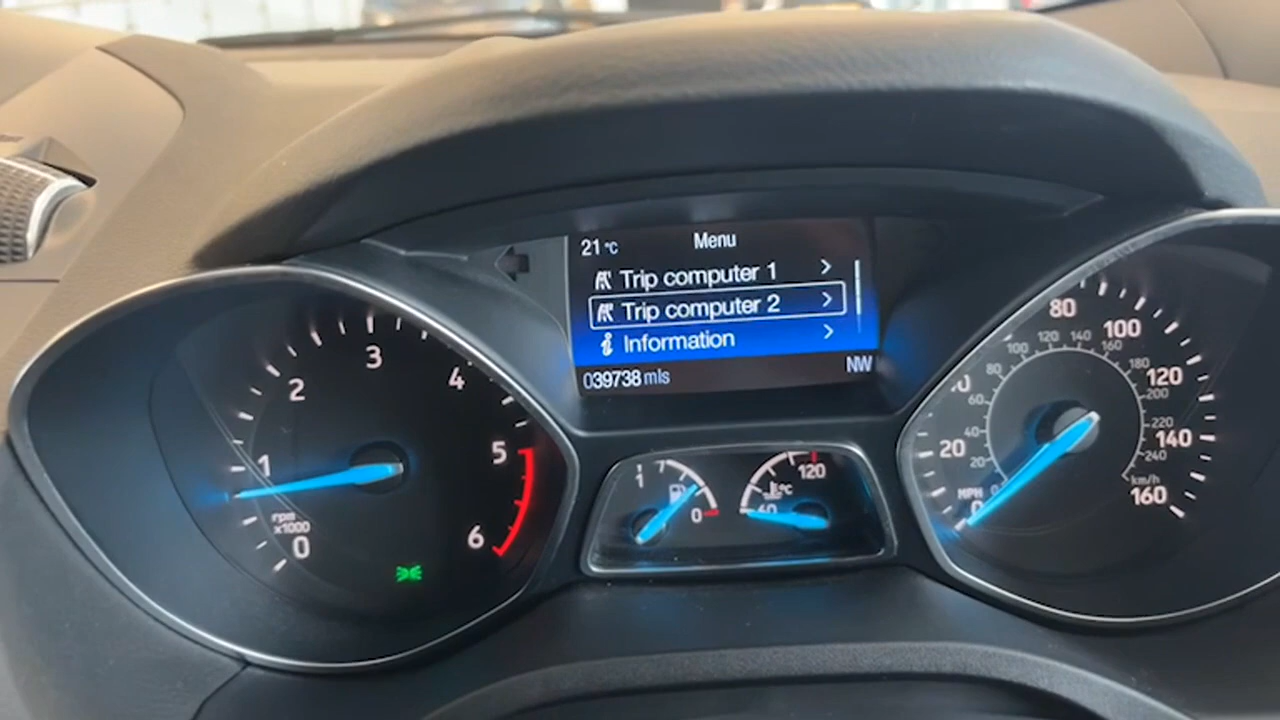 21 °C Menu
Trip computer 1
Trip computer 2
Information
039738 mls
NW
0 1 2 3 4 5 6
rpm
x1000
1
0
60 120
°C
0 20 80 100 120 140 160
MPH
0 20 40 60 80 100 120 140 160 180 200 220 240
km/h